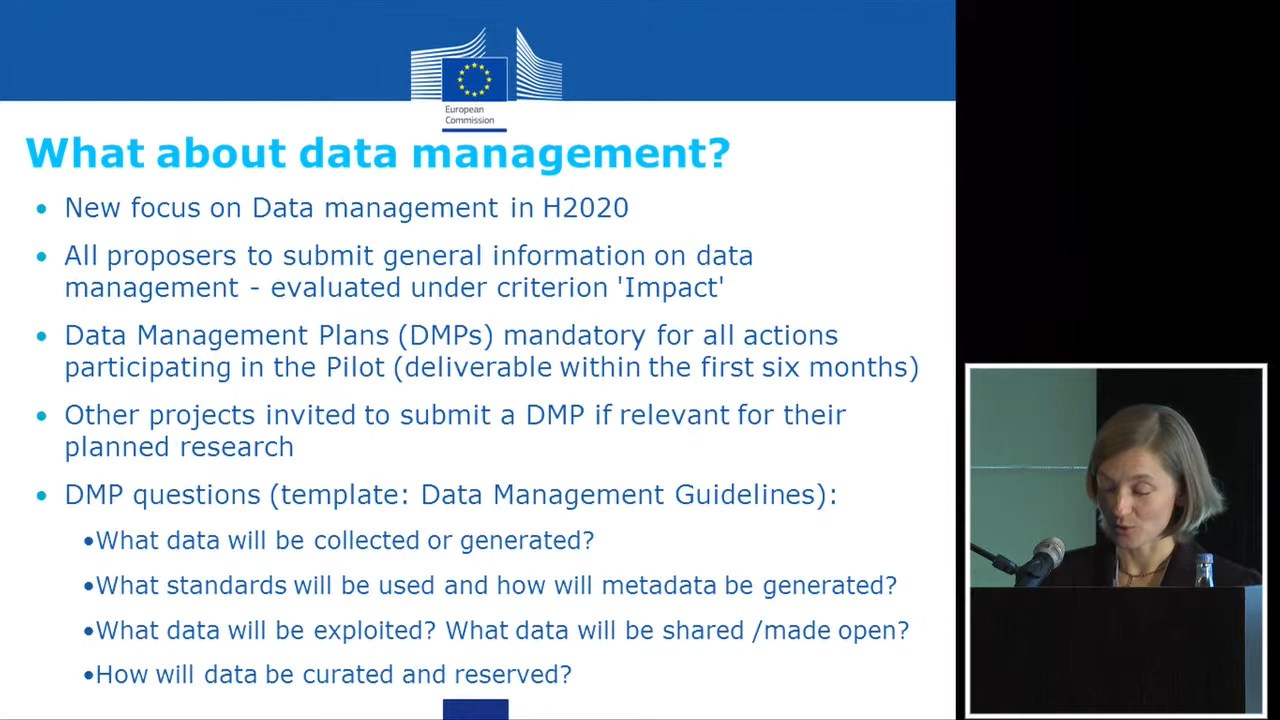 European
Commission
What about data management?
• New focus on Data management in H2020
• All proposers to submit general information on data
management - evaluated under criterion 'Impact'
• Data Management Plans (DMPs) mandatory for all actions
participating in the Pilot (deliverable within the first six months)
• Other projects invited to submit a DMP if relevant for their
planned research
• DMP questions (template: Data Management Guidelines):
•What data will be collected or generated?
•What standards will be used and how will metadata be generated?
•What data will be exploited? What data will be shared /made open?
•How will data be curated and reserved?